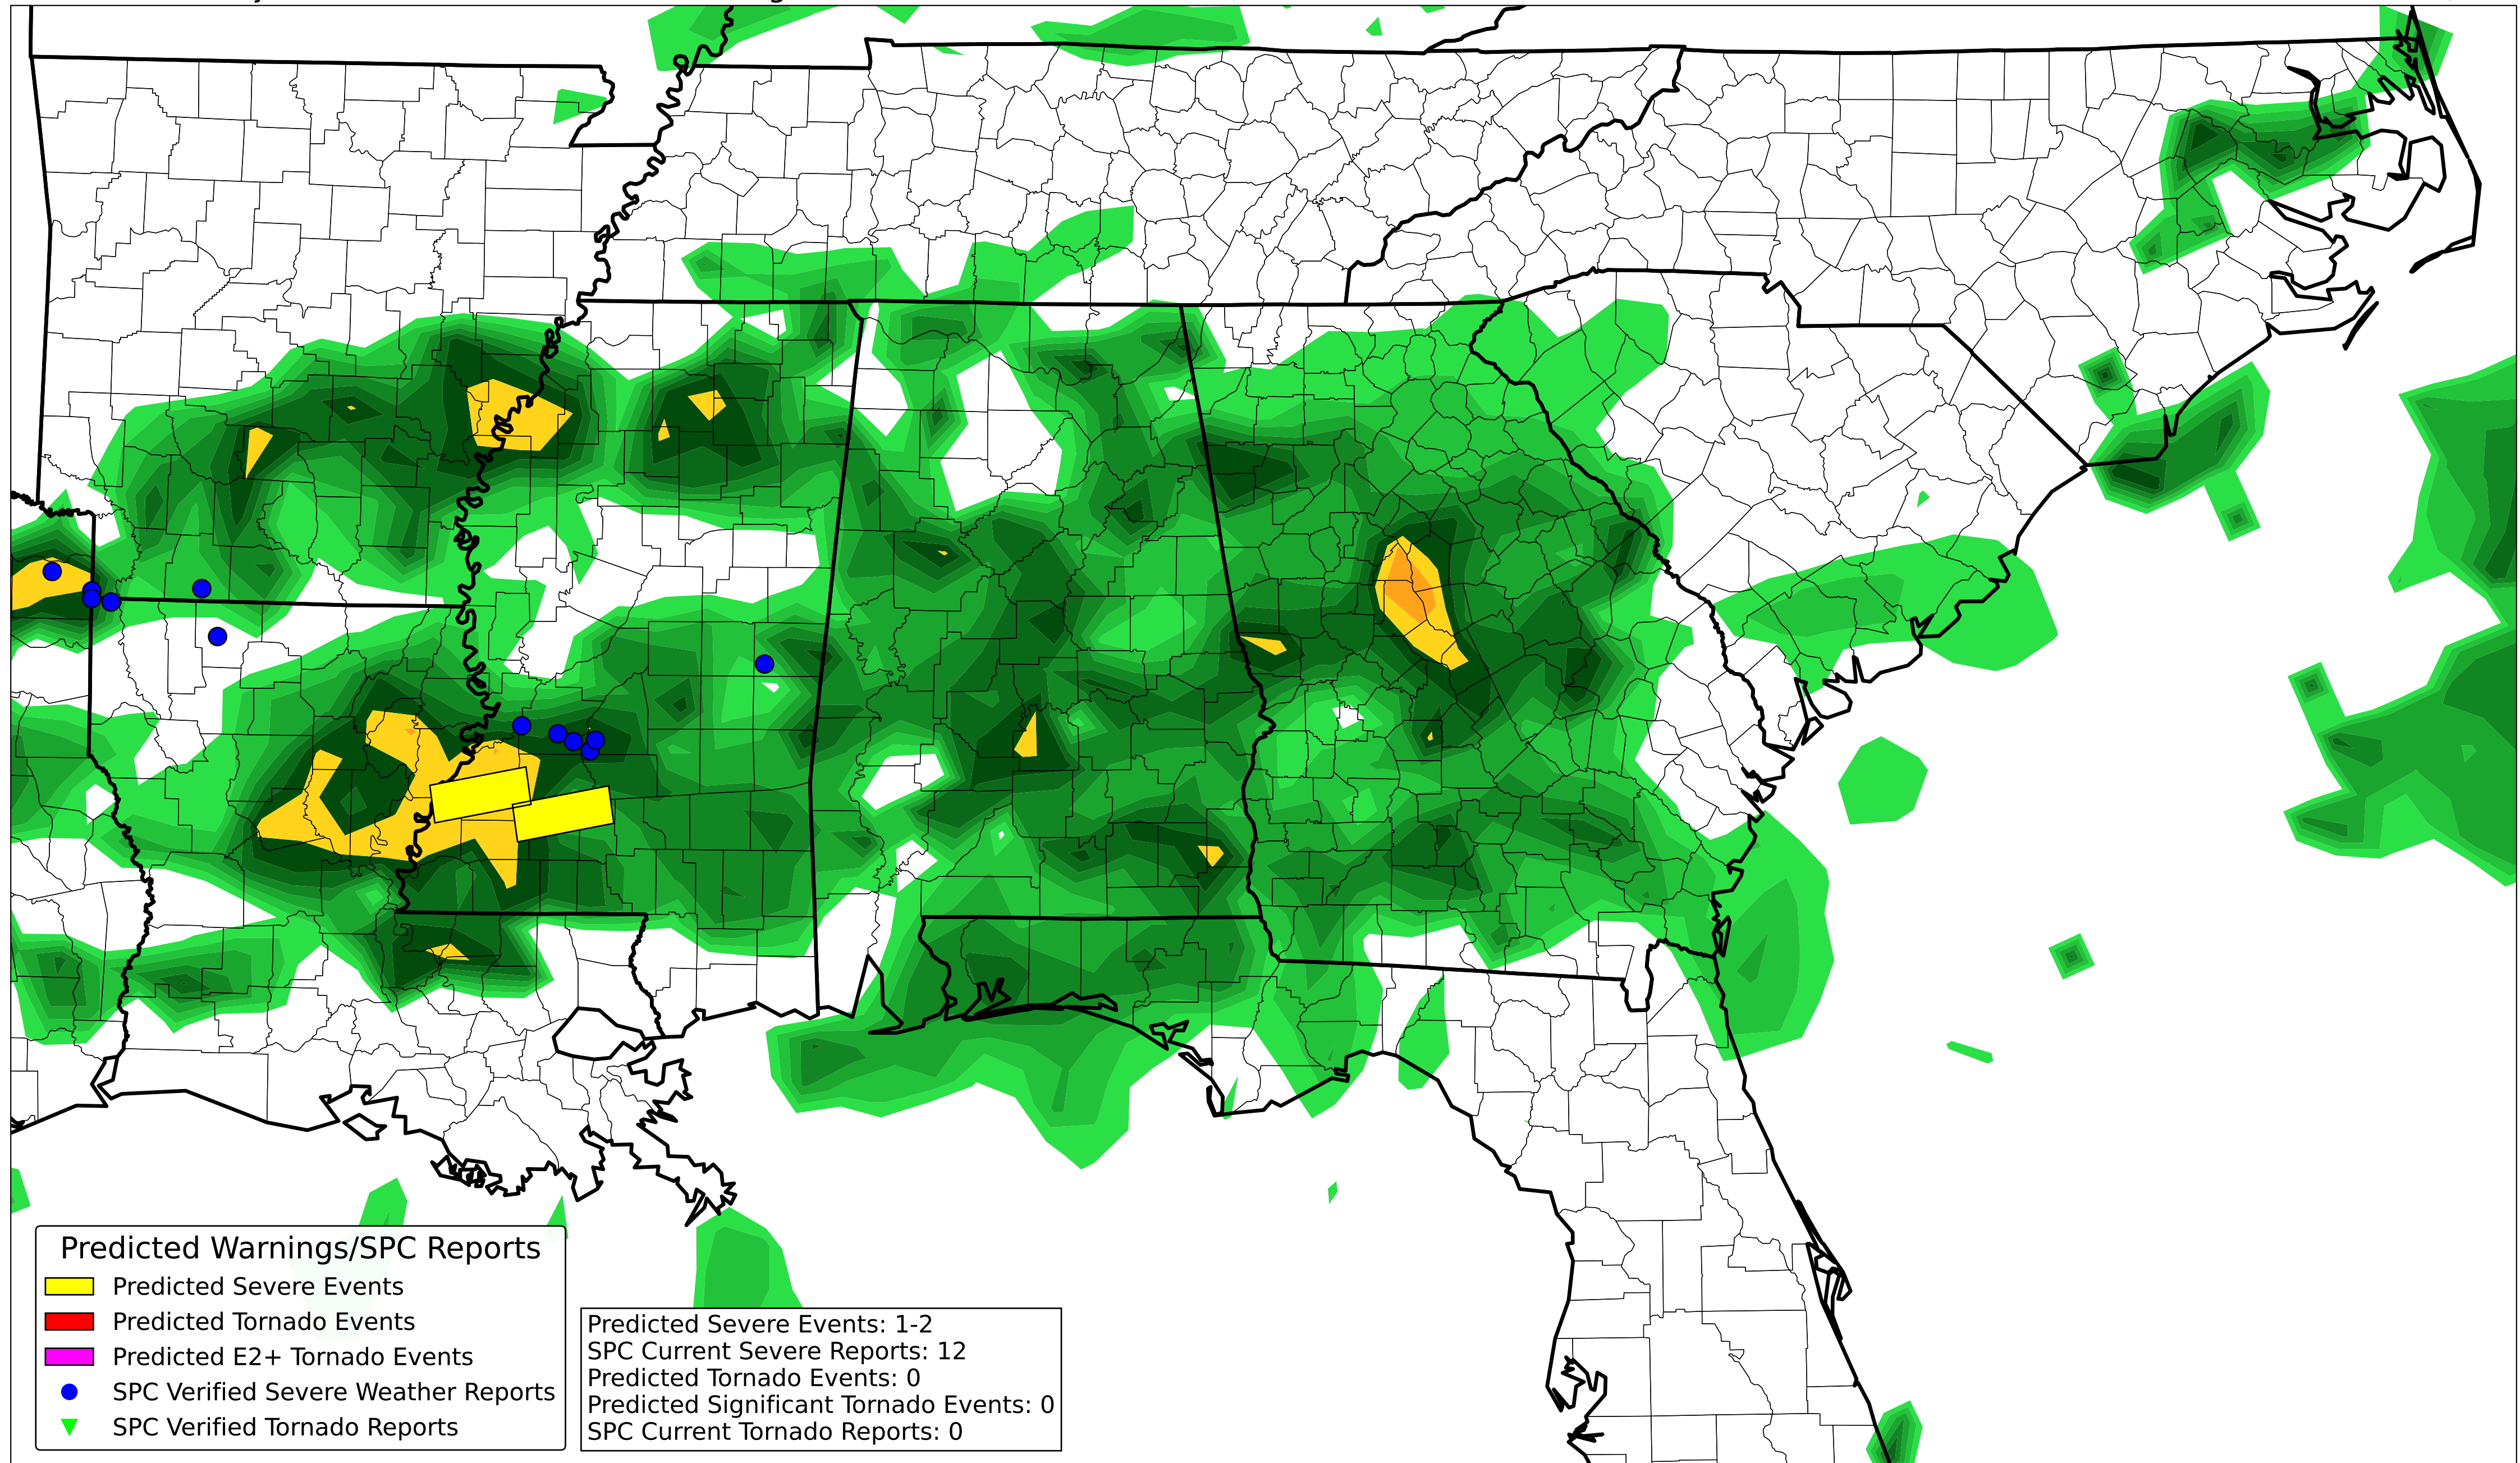 Predicted Warnings/SPC Reports
Predicted Severe Events
Predicted Tornado Events
Predicted E2+ Tornado Events
SPC Verified Severe Weather Reports
SPC Verified Tornado Reports
Predicted Severe Events: 1-2
SPC Current Severe Reports: 12
Predicted Tornado Events: 0
Predicted Significant Tornado Events: 0
SPC Current Tornado Reports: 0